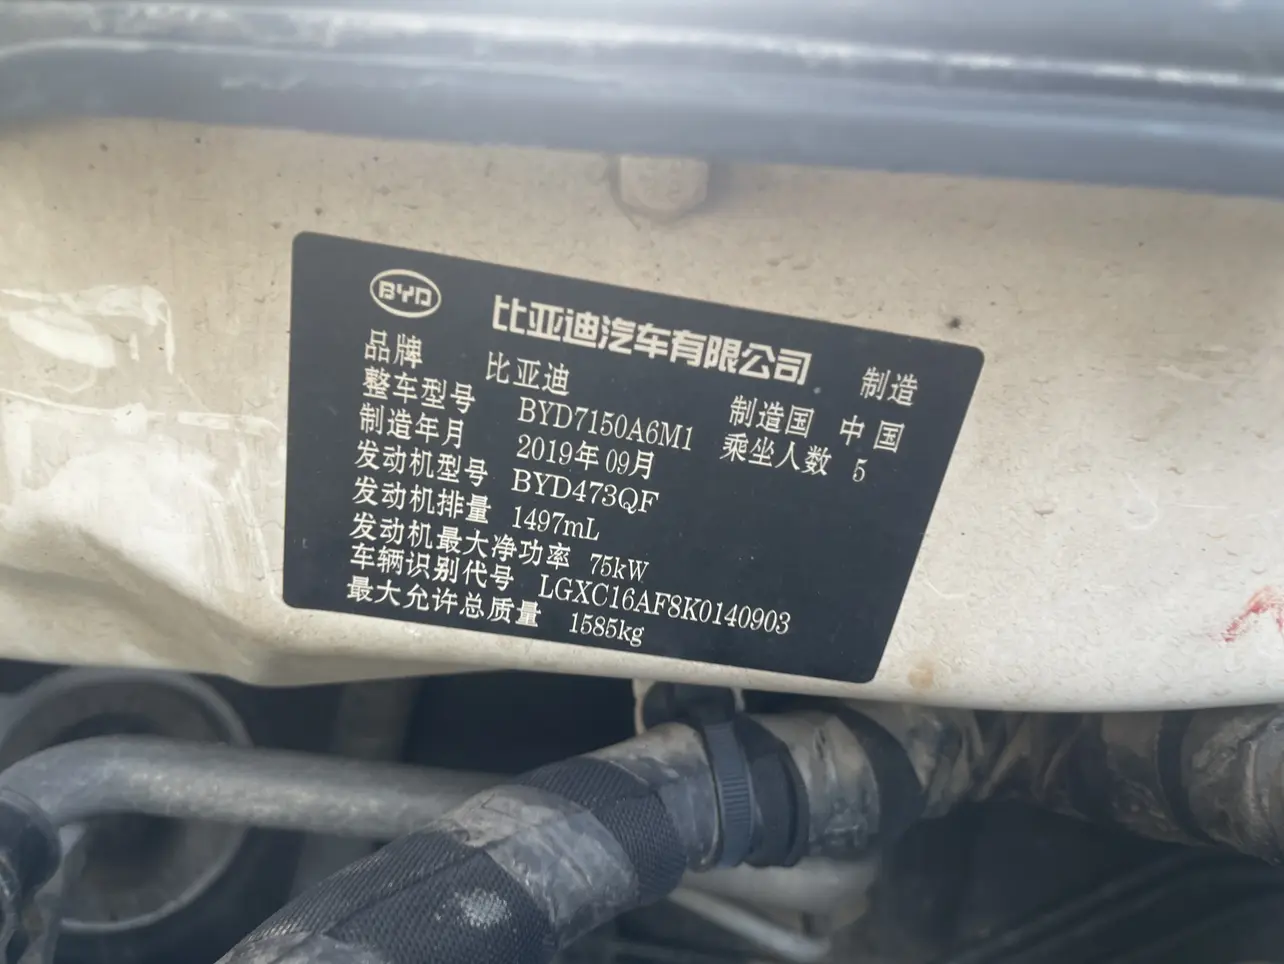 BYD 比亚迪汽车有限公司 制造
品牌 比亚迪 制造国 中国
整车型号 BYD7150A6M1 乘坐人数 5
制造年月 2019年09月
发动机型号 BYD473QF
发动机排量 1497mL
发动机最大净功率 75kW
车辆识别代号 LGXC16AF8K0140903
最大允许总质量 1585kg